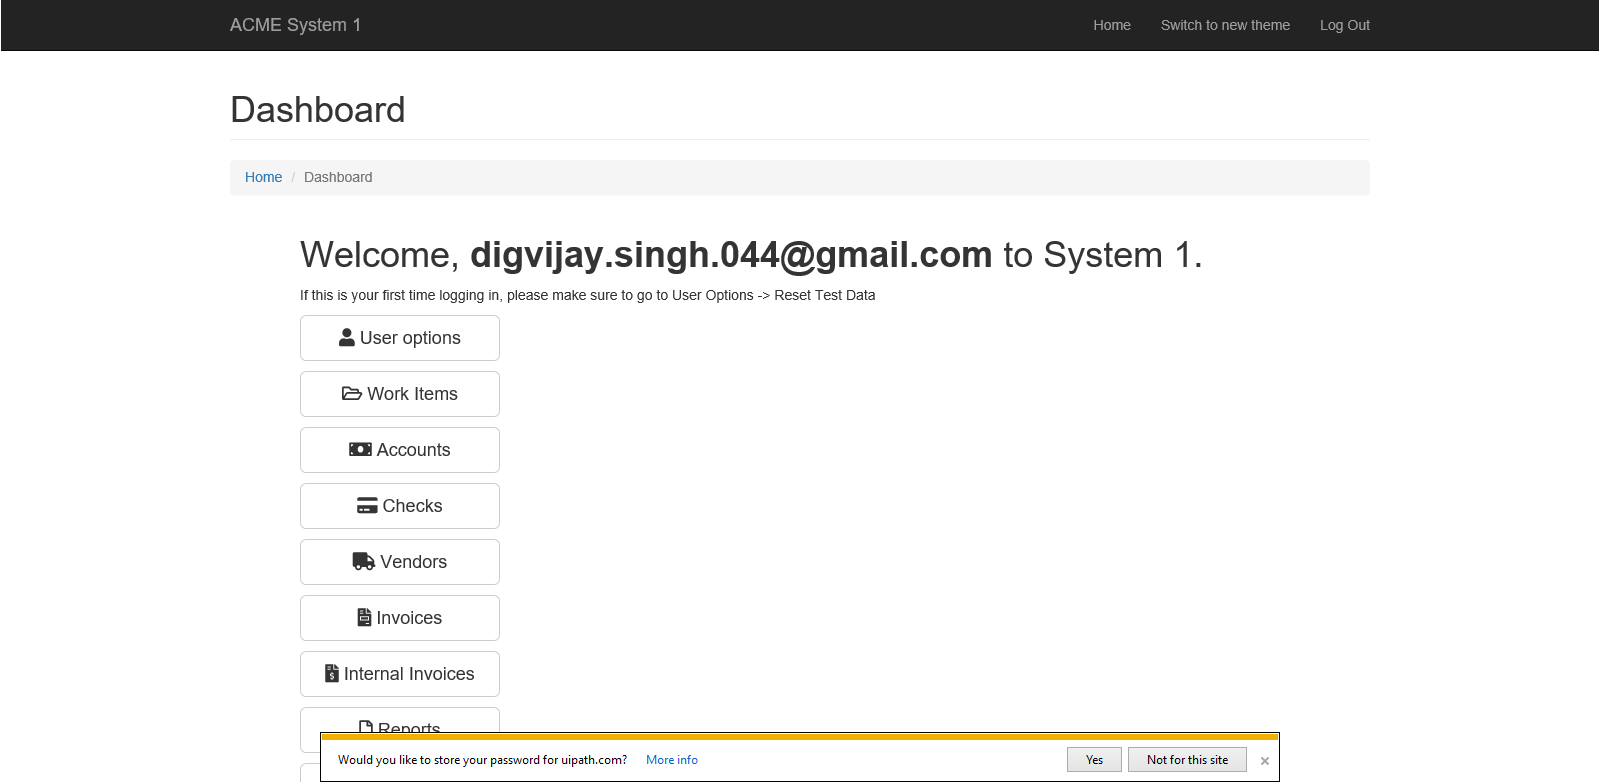 ACME System 1 Home Switch to new theme Log Out
Dashboard
Home / Dashboard
Welcome, digvijay.singh.044@gmail.com to System 1.
If this is your first time logging in, please make sure to go to User Options -> Reset Test Data
User options
Work Items
Accounts
Checks
Vendors
Invoices
Internal Invoices
Reports
Would you like to store your password for uipath.com? More info Yes Not for this site ×